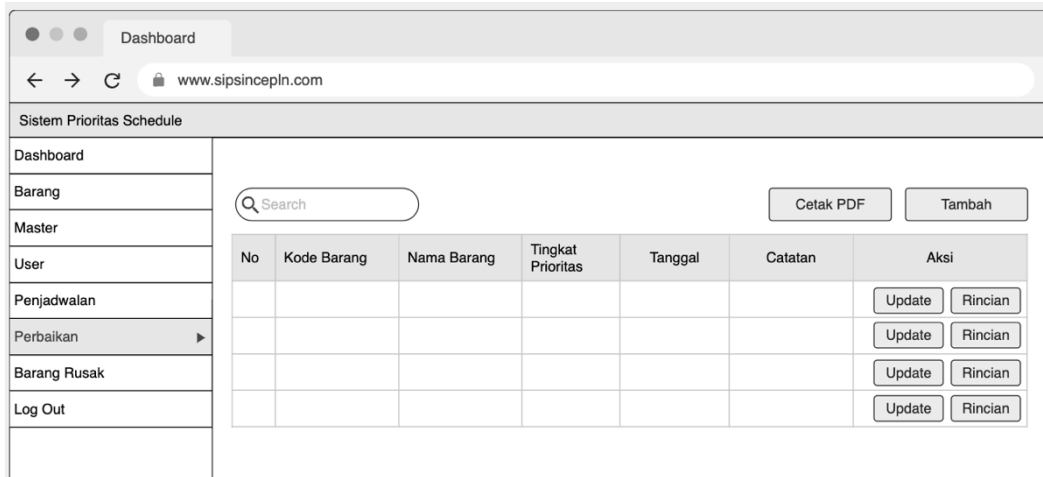 Dashboard
www.sipsincepln.com
Sistem Prioritas Schedule
Dashboard
Barang
Master
User
Penjadwalan
Perbaikan
Barang Rusak
Log Out
Search
Cetak PDF
Tambah
No
Kode Barang
Nama Barang
Tingkat
Prioritas
Tanggal
Catatan
Aksi
Update Rincian
Update Rincian
Update Rincian
Update Rincian